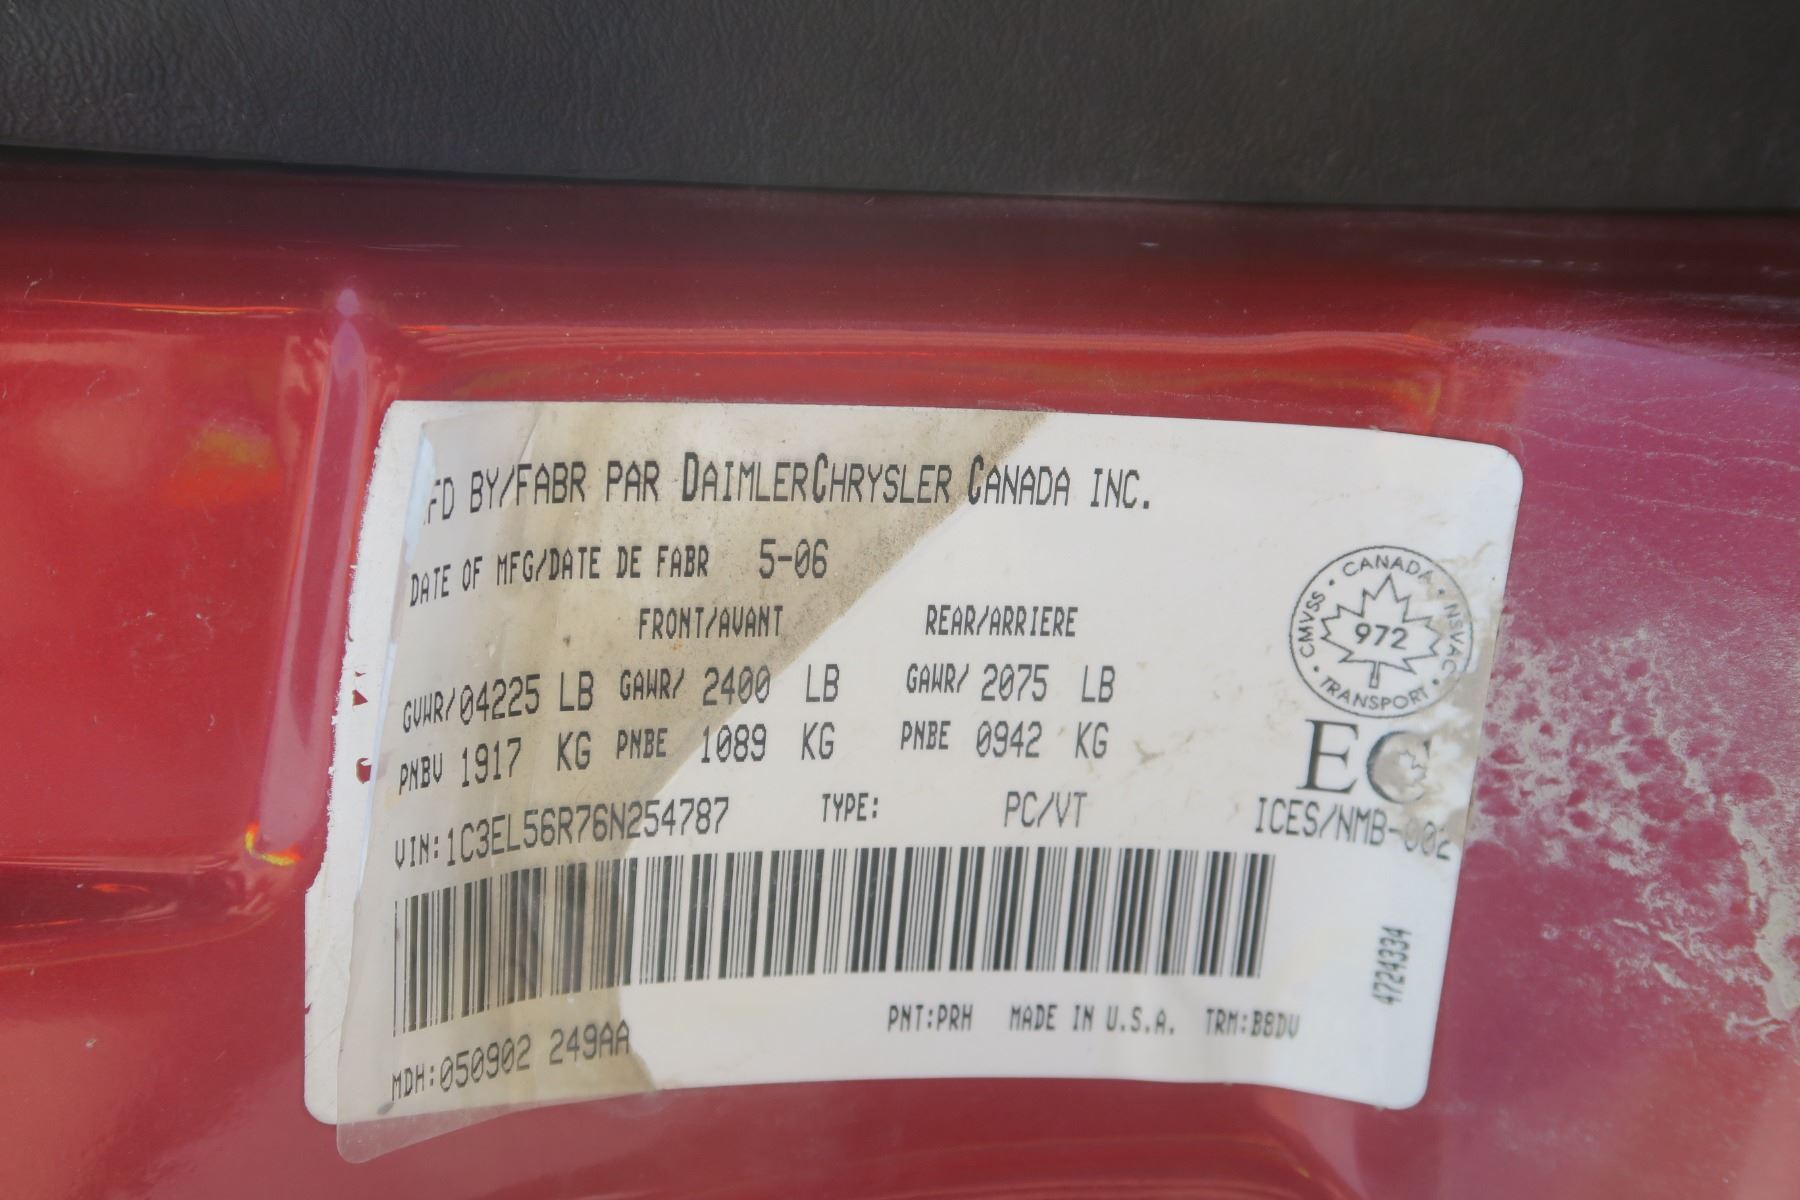 FD BY/FABR PAR DAIMLERCHRYSLER CANADA INC.
DATE OF MFG/DATE DE FABR 5-06
FRONT/AVANT REAR/ARRIERE
GVWR/04225 LB GAWR/ 2400 LB GAWR/ 2075 LB
PNBV 1917 KG PNBE 1089 KG PNBE 0942 KG
VIN:1C3EL56R76N254787 TYPE: PC/VT ICES/NMB-002
CANADA · NSVAC · TRANSPORT · CMVSS ·
972
EC
4724334
PNT:PRH MADE IN U.S.A. TRM:B8DV
MDH:050902 249AA